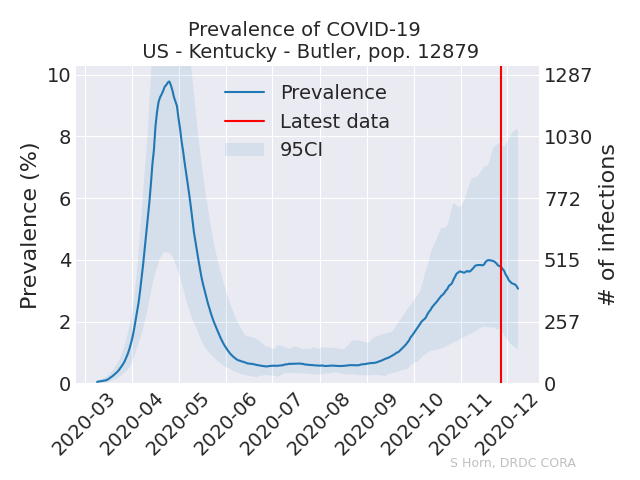 Prevalence of COVID-19
US - Kentucky - Butler, pop. 12879
Prevalence (%)
10
8
6
4
2
0
Prevalence
Latest data
95CI
1287
1030
772
515
257
0
# of infections
2020-03
2020-04
2020-05
2020-06
2020-07
2020-08
2020-09
2020-10
2020-11
2020-12
S Horn, DRDC CORA